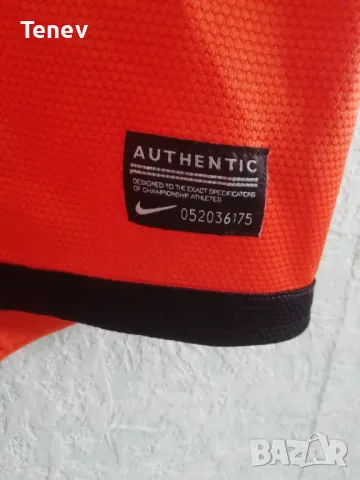 Tenev
AUTHENTIC
DESIGNED TO THE EXACT SPECIFICATIONS
OF CHAMPIONSHIP ATHLETES
052036175
BAZAR